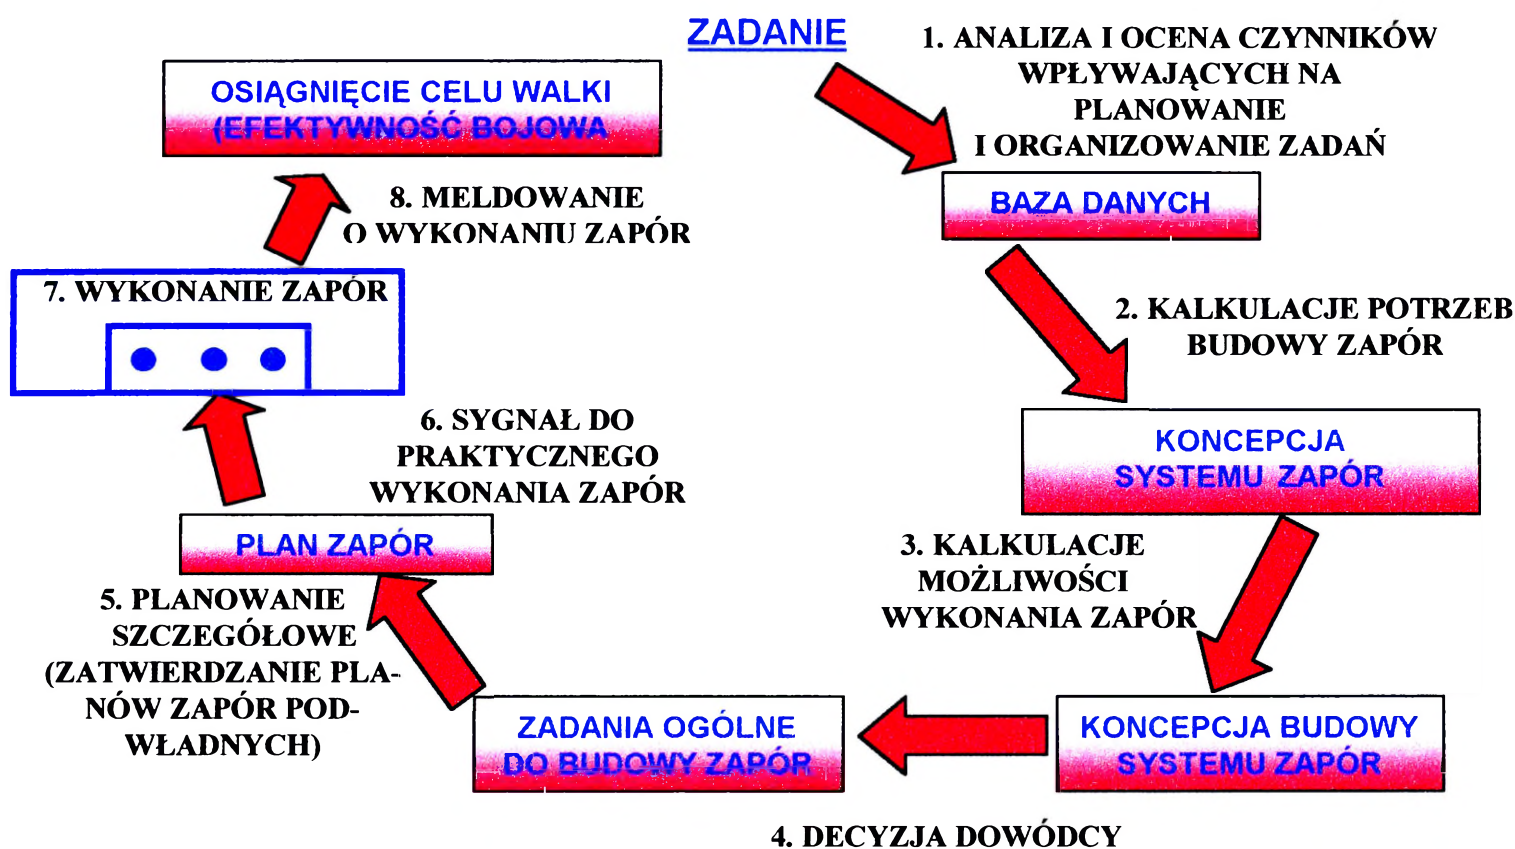 ZADANIE
1. ANALIZA I OCENA CZYNNIKÓW
WPŁYWAJĄCYCH NA
PLANOWANIE
I ORGANIZOWANIE ZADAŃ
BAZA DANYCH
2. KALKULACJE POTRZEB
BUDOWY ZAPÓR
KONCEPCJA
SYSTEMU ZAPÓR
3. KALKULACJE
MOŻLIWOŚCI
WYKONANIA ZAPÓR
KONCEPCJA BUDOWY
SYSTEMU ZAPÓR
4. DECYZJA DOWÓDCY
ZADANIA OGÓLNE
DO BUDOWY ZAPÓR
5. PLANOWANIE
SZCZEGÓŁOWE
(ZATWIERDZANIE PLA-
NÓW ZAPÓR POD-
WŁADNYCH)
PLAN ZAPÓR
6. SYGNAŁ DO
PRAKTYCZNEGO
WYKONANIA ZAPÓR
7. WYKONANIE ZAPÓR
8. MELDOWANIE
O WYKONANIU ZAPÓR
OSIĄGNIĘCIE CELU WALKI
(EFEKTYWNOŚĆ BOJOWA